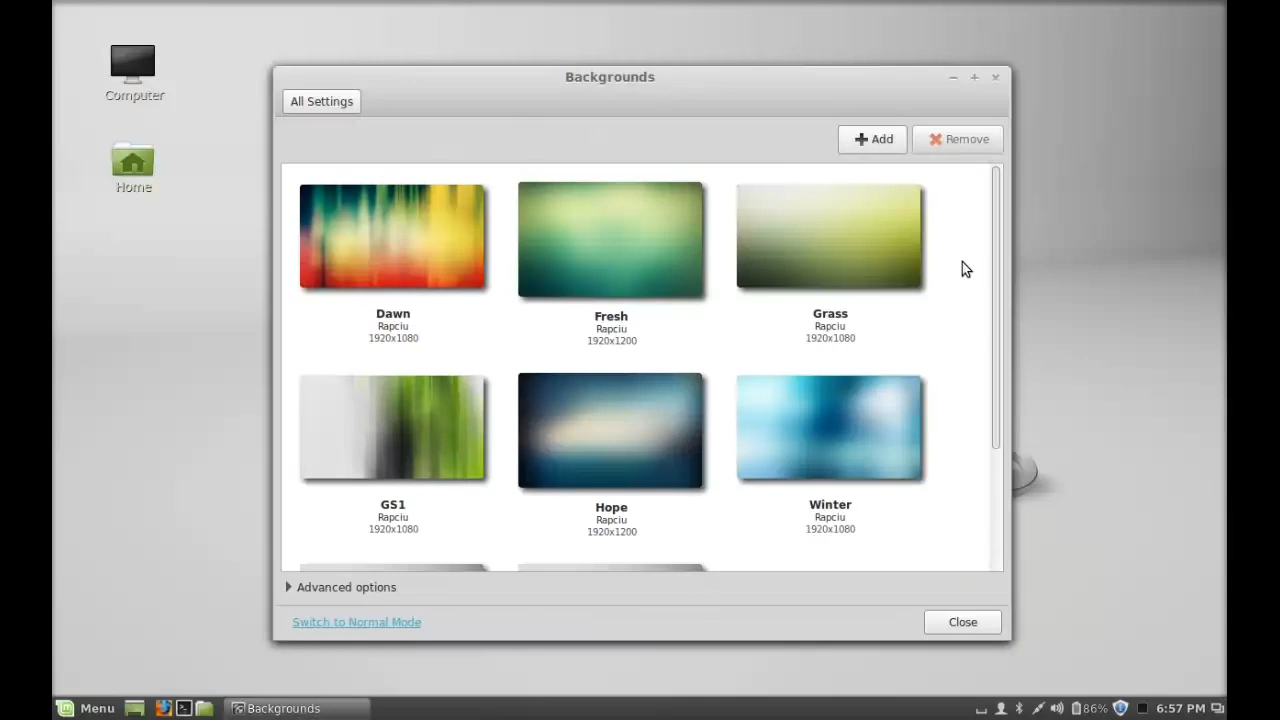 Computer
Home
Backgrounds
All Settings
Add
Remove
Dawn
Rapciu
1920x1080
Fresh
Rapciu
1920x1200
Grass
Rapciu
1920x1080
GS1
Rapciu
1920x1080
Hope
Rapciu
1920x1200
Winter
Rapciu
1920x1080
Advanced options
Switch to Normal Mode
Close
Menu
Backgrounds
86%
6:57 PM